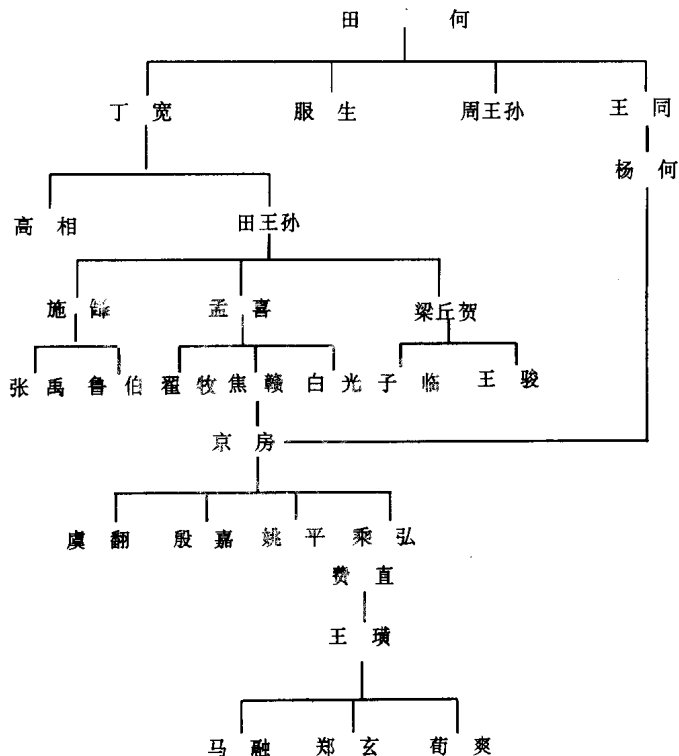 田 何
丁 宽 服 生 周王孙 王 同
杨 何
高 相 田王孙
施 孟 喜 梁丘贺
张 禹 鲁 伯 翟 牧 焦 赣 白 光 子 临 王 骏
京 房
虞 翻 殷 嘉 姚 平 乘 弘
费 直
王 璜
马 融 郑 玄 荀 爽